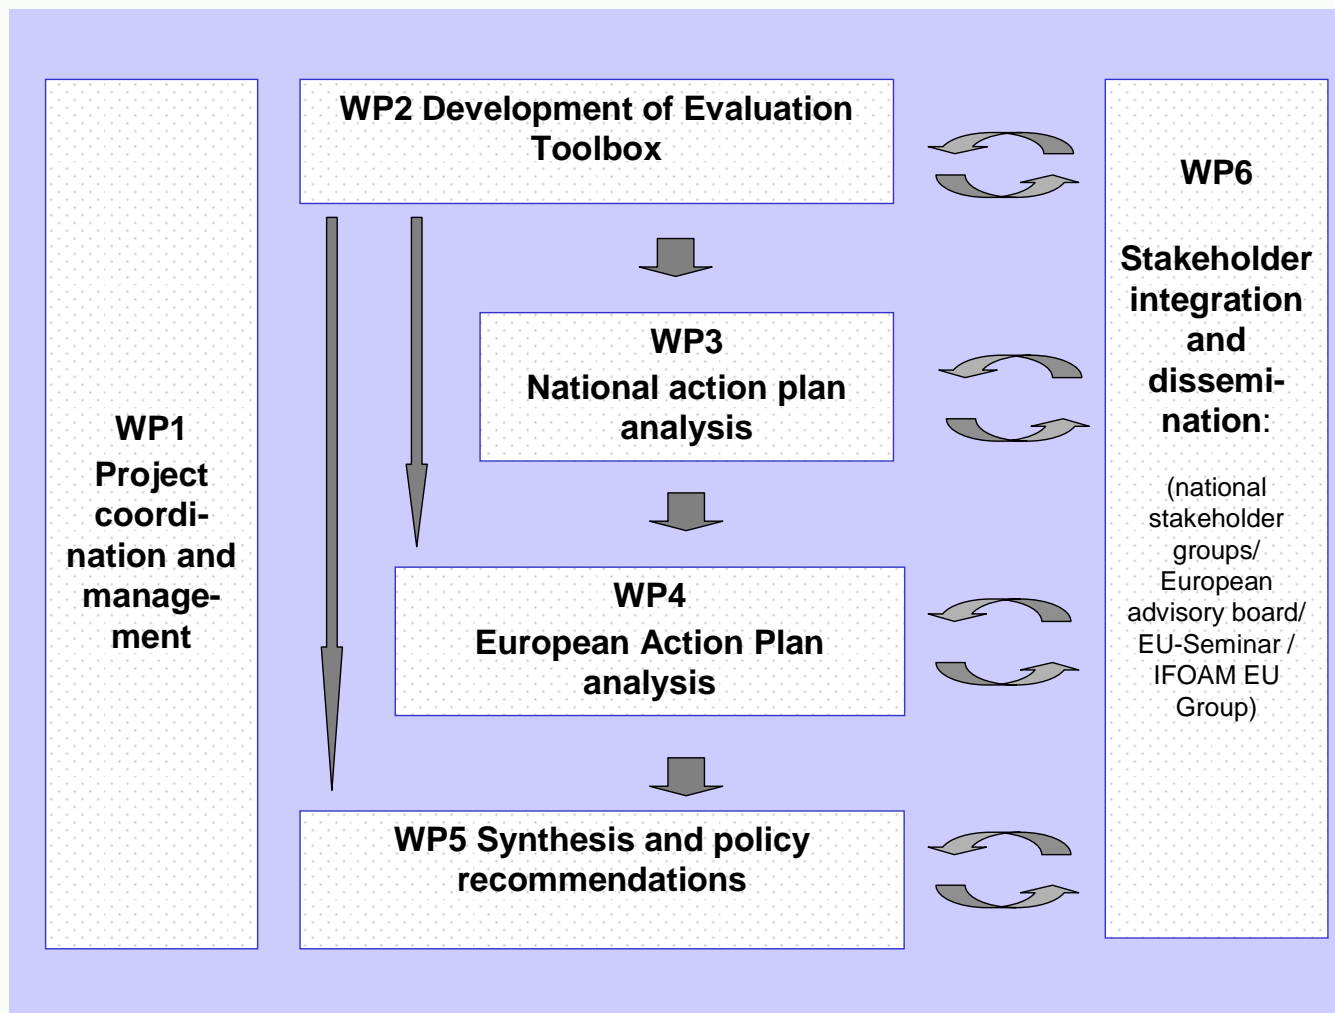 WP1
Project
coordi-
nation and
manage-
ment
WP2 Development of Evaluation
Toolbox
WP3
National action plan
analysis
WP4
European Action Plan
analysis
WP5 Synthesis and policy
recommendations
WP6
Stakeholder
integration
and
dissemi-
nation:
(national
stakeholder
groups/
European
advisory board/
EU-Seminar /
IFOAM EU
Group)